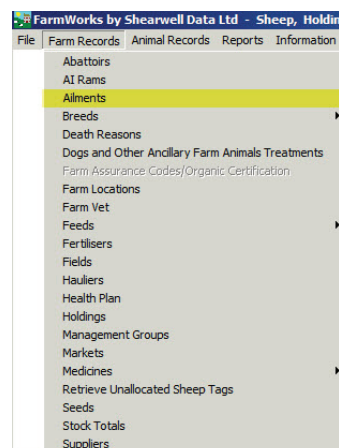 FarmWorks by Shearwell Data Ltd - Sheep, Holdin
File Farm Records Animal Records Reports Information
Abattoirs
AI Rams
Ailments
Breeds
Death Reasons
Dogs and Other Ancillary Farm Animals Treatments
Farm Assurance Codes/Organic Certification
Farm Locations
Farm Vet
Feeds
Fertilisers
Fields
Hauliers
Health Plan
Holdings
Management Groups
Markets
Medicines
Retrieve Unallocated Sheep Tags
Seeds
Stock Totals
Suppliers